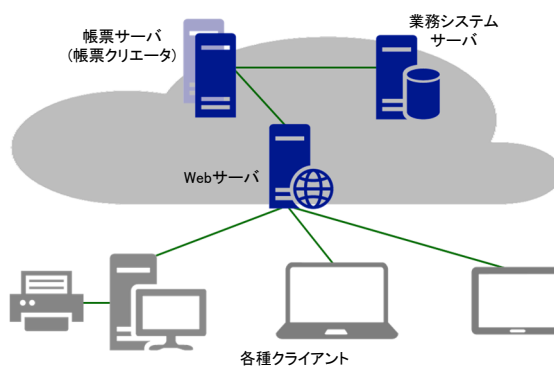 帳票サーバ
(帳票クリエータ)
業務システム
サーバ
Webサーバ
各種クライアント